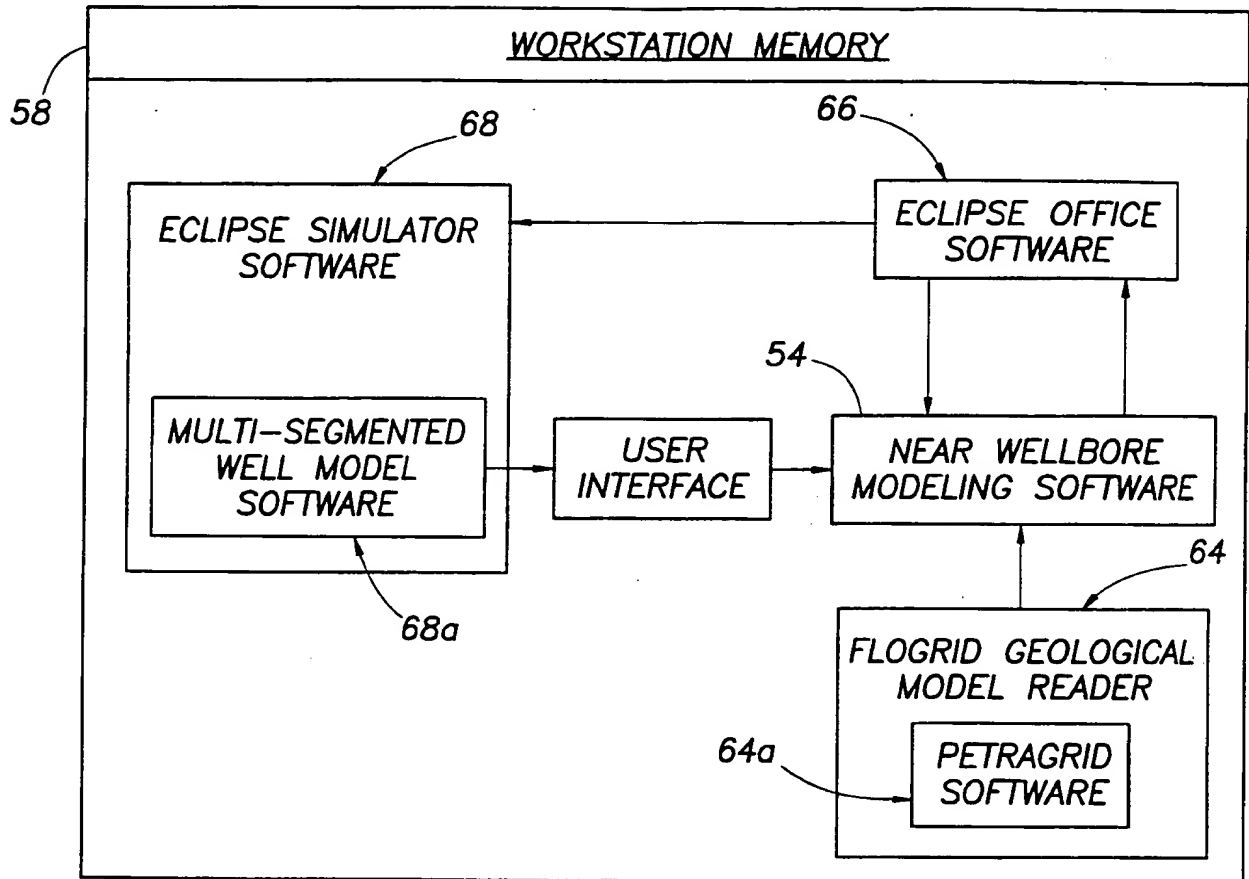 WORKSTATION MEMORY
58
68
66
ECLIPSE SIMULATOR
SOFTWARE
ECLIPSE OFFICE
SOFTWARE
54
MULTI-SEGMENTED
WELL MODEL
SOFTWARE
USER
INTERFACE
NEAR WELLBORE
MODELING SOFTWARE
68a
64
FLOGRID GEOLOGICAL
MODEL READER
64a
PETRAGRID
SOFTWARE